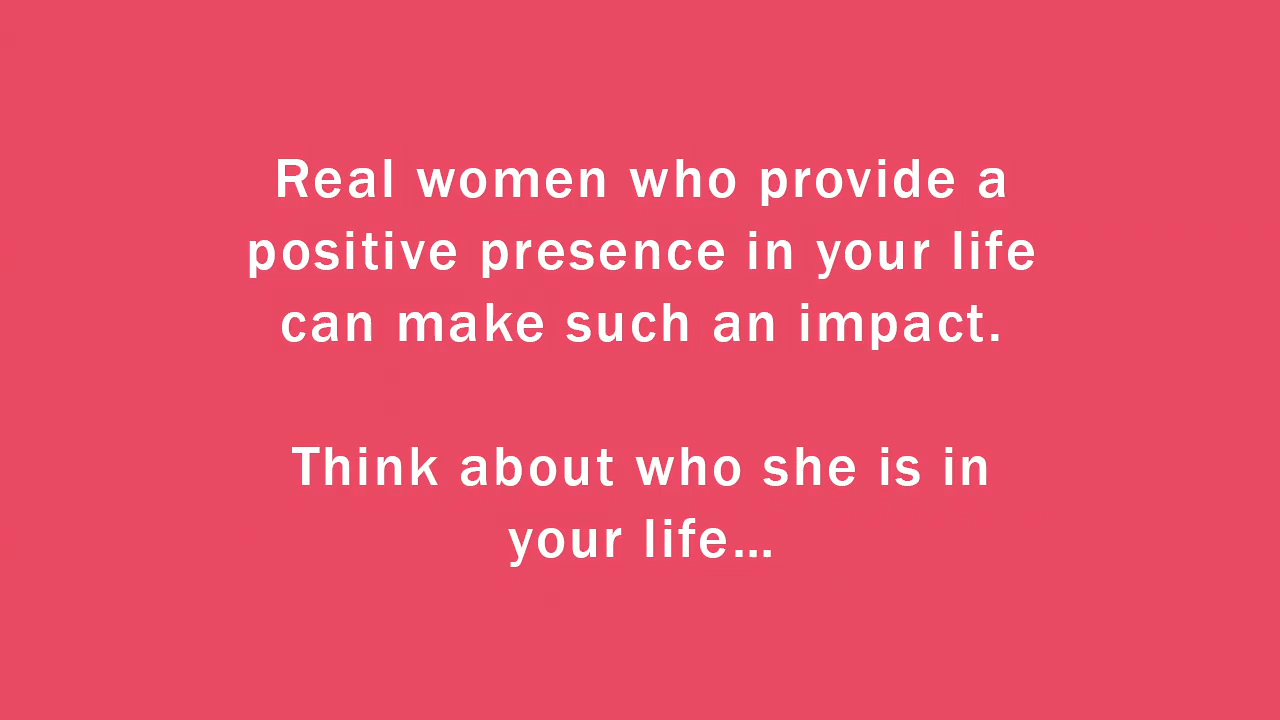 Real women who provide a
positive presence in your life
can make such an impact.
Think about who she is in
your life...